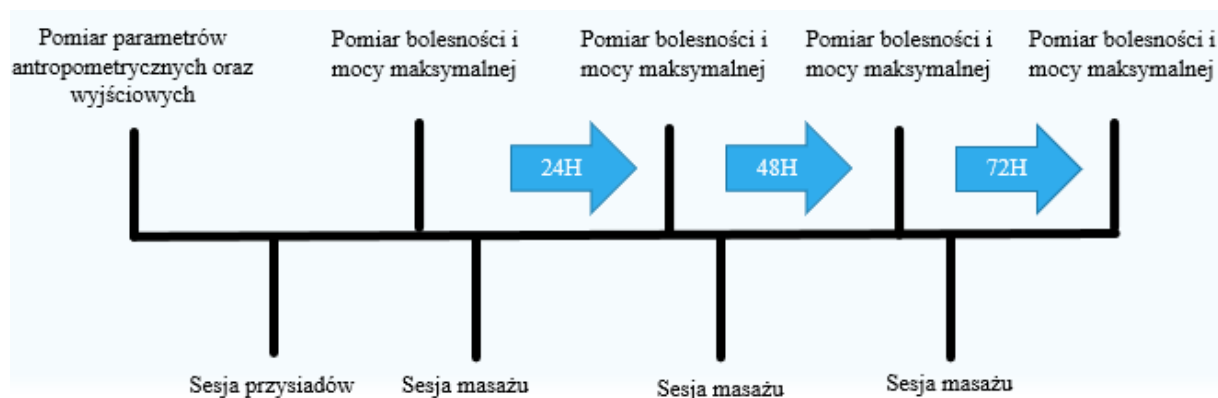 Pomiar parametrów
antropometrycznych oraz
wyjściowych
Pomiar bolesności i
mocy maksymalnej
Pomiar bolesności i
mocy maksymalnej
Pomiar bolesności i
mocy maksymalnej
Pomiar bolesności i
mocy maksymalnej
24H
48H
72H
Sesja przysiadów
Sesja masażu
Sesja masażu
Sesja masażu